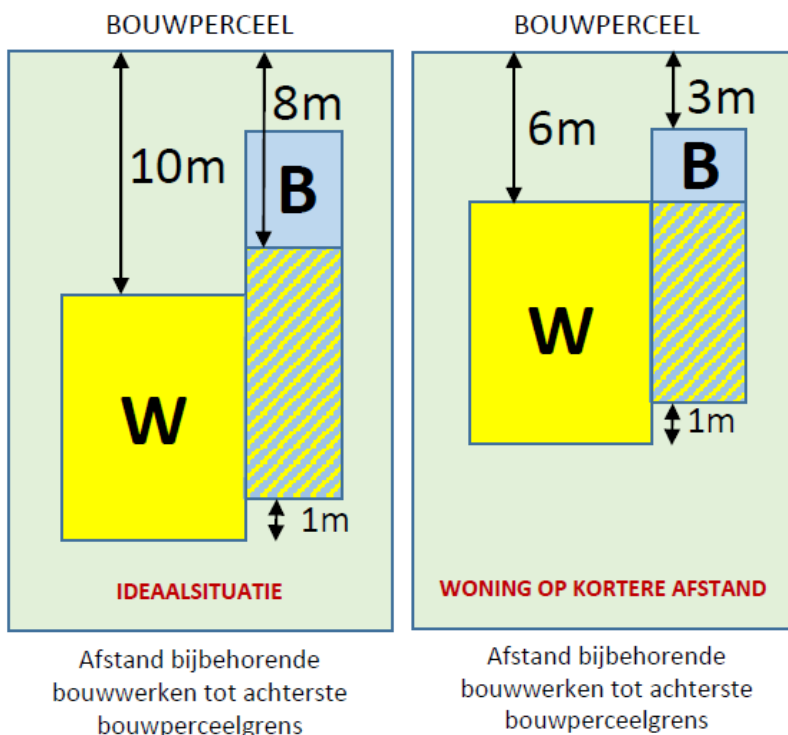 BOUWPERCEEL
8m
10m
B
W
1m
IDEAALSITUATIE
Afstand bijbehorende
bouwwerken tot achterste
bouwperceelgrens
BOUWPERCEEL
3m
6m
B
W
1m
WONING OP KORTERE AFSTAND
Afstand bijbehorende
bouwwerken tot achterste
bouwperceelgrens